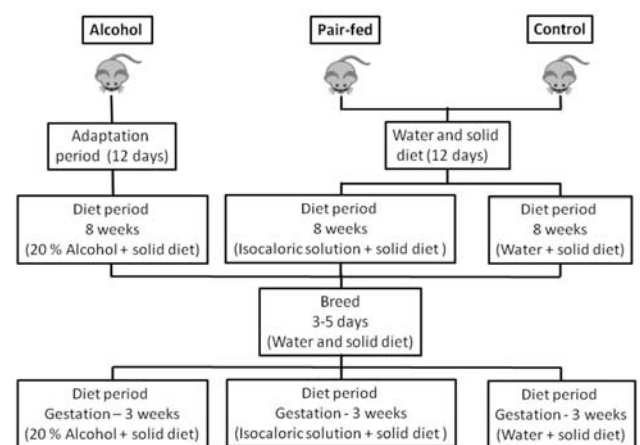 Alcohol
Pair-fed
Control
Adaptation
period (12 days)
Water and solid
diet (12 days)
Diet period
8 weeks
(20 % Alcohol + solid diet)
Diet period
8 weeks
(Isocaloric solution + solid diet )
Diet period
8 weeks
(Water + solid diet)
Breed
3-5 days
(Water and solid diet)
Diet period
Gestation – 3 weeks
(20 % Alcohol + solid diet)
Diet period
Gestation - 3 weeks
(Isocaloric solution + solid diet )
Diet period
Gestation - 3 weeks
(Water + solid diet)